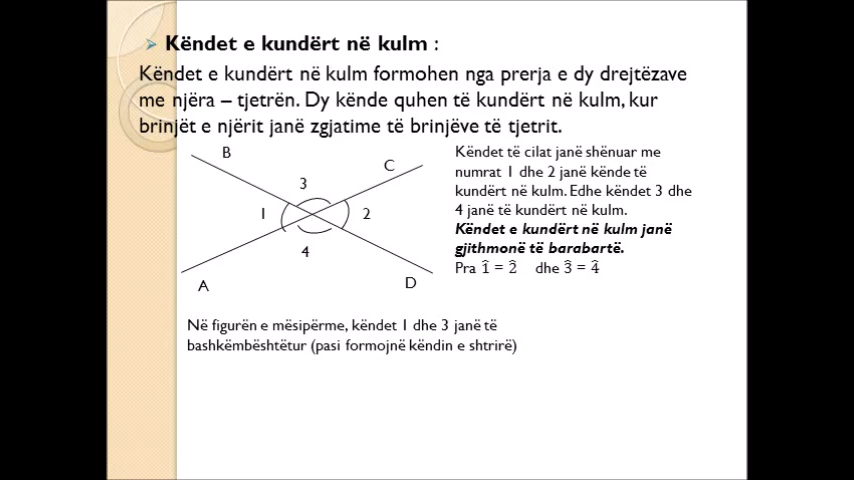 Këndet e kundërt në kulm :
Këndet e kundërt në kulm formohen nga prerja e dy drejtëzave
me njëra – tjetrën. Dy kënde quhen të kundërt në kulm, kur
brinjët e njërit janë zgjatime të brinjëve të tjetrit.
B
C
3
1
2
4
A
D
Këndet të cilat janë shënuar me
numrat 1 dhe 2 janë kënde të
kundërt në kulm. Edhe këndet 3 dhe
4 janë të kundërt në kulm.
Këndet e kundërt në kulm janë
gjithmonë të barabartë.
Pra 1̂ = 2̂ dhe 3̂ = 4̂
Në figurën e mësipërme, këndet 1 dhe 3 janë të
bashkëmbështëtur (pasi formojnë këndin e shtrirë)